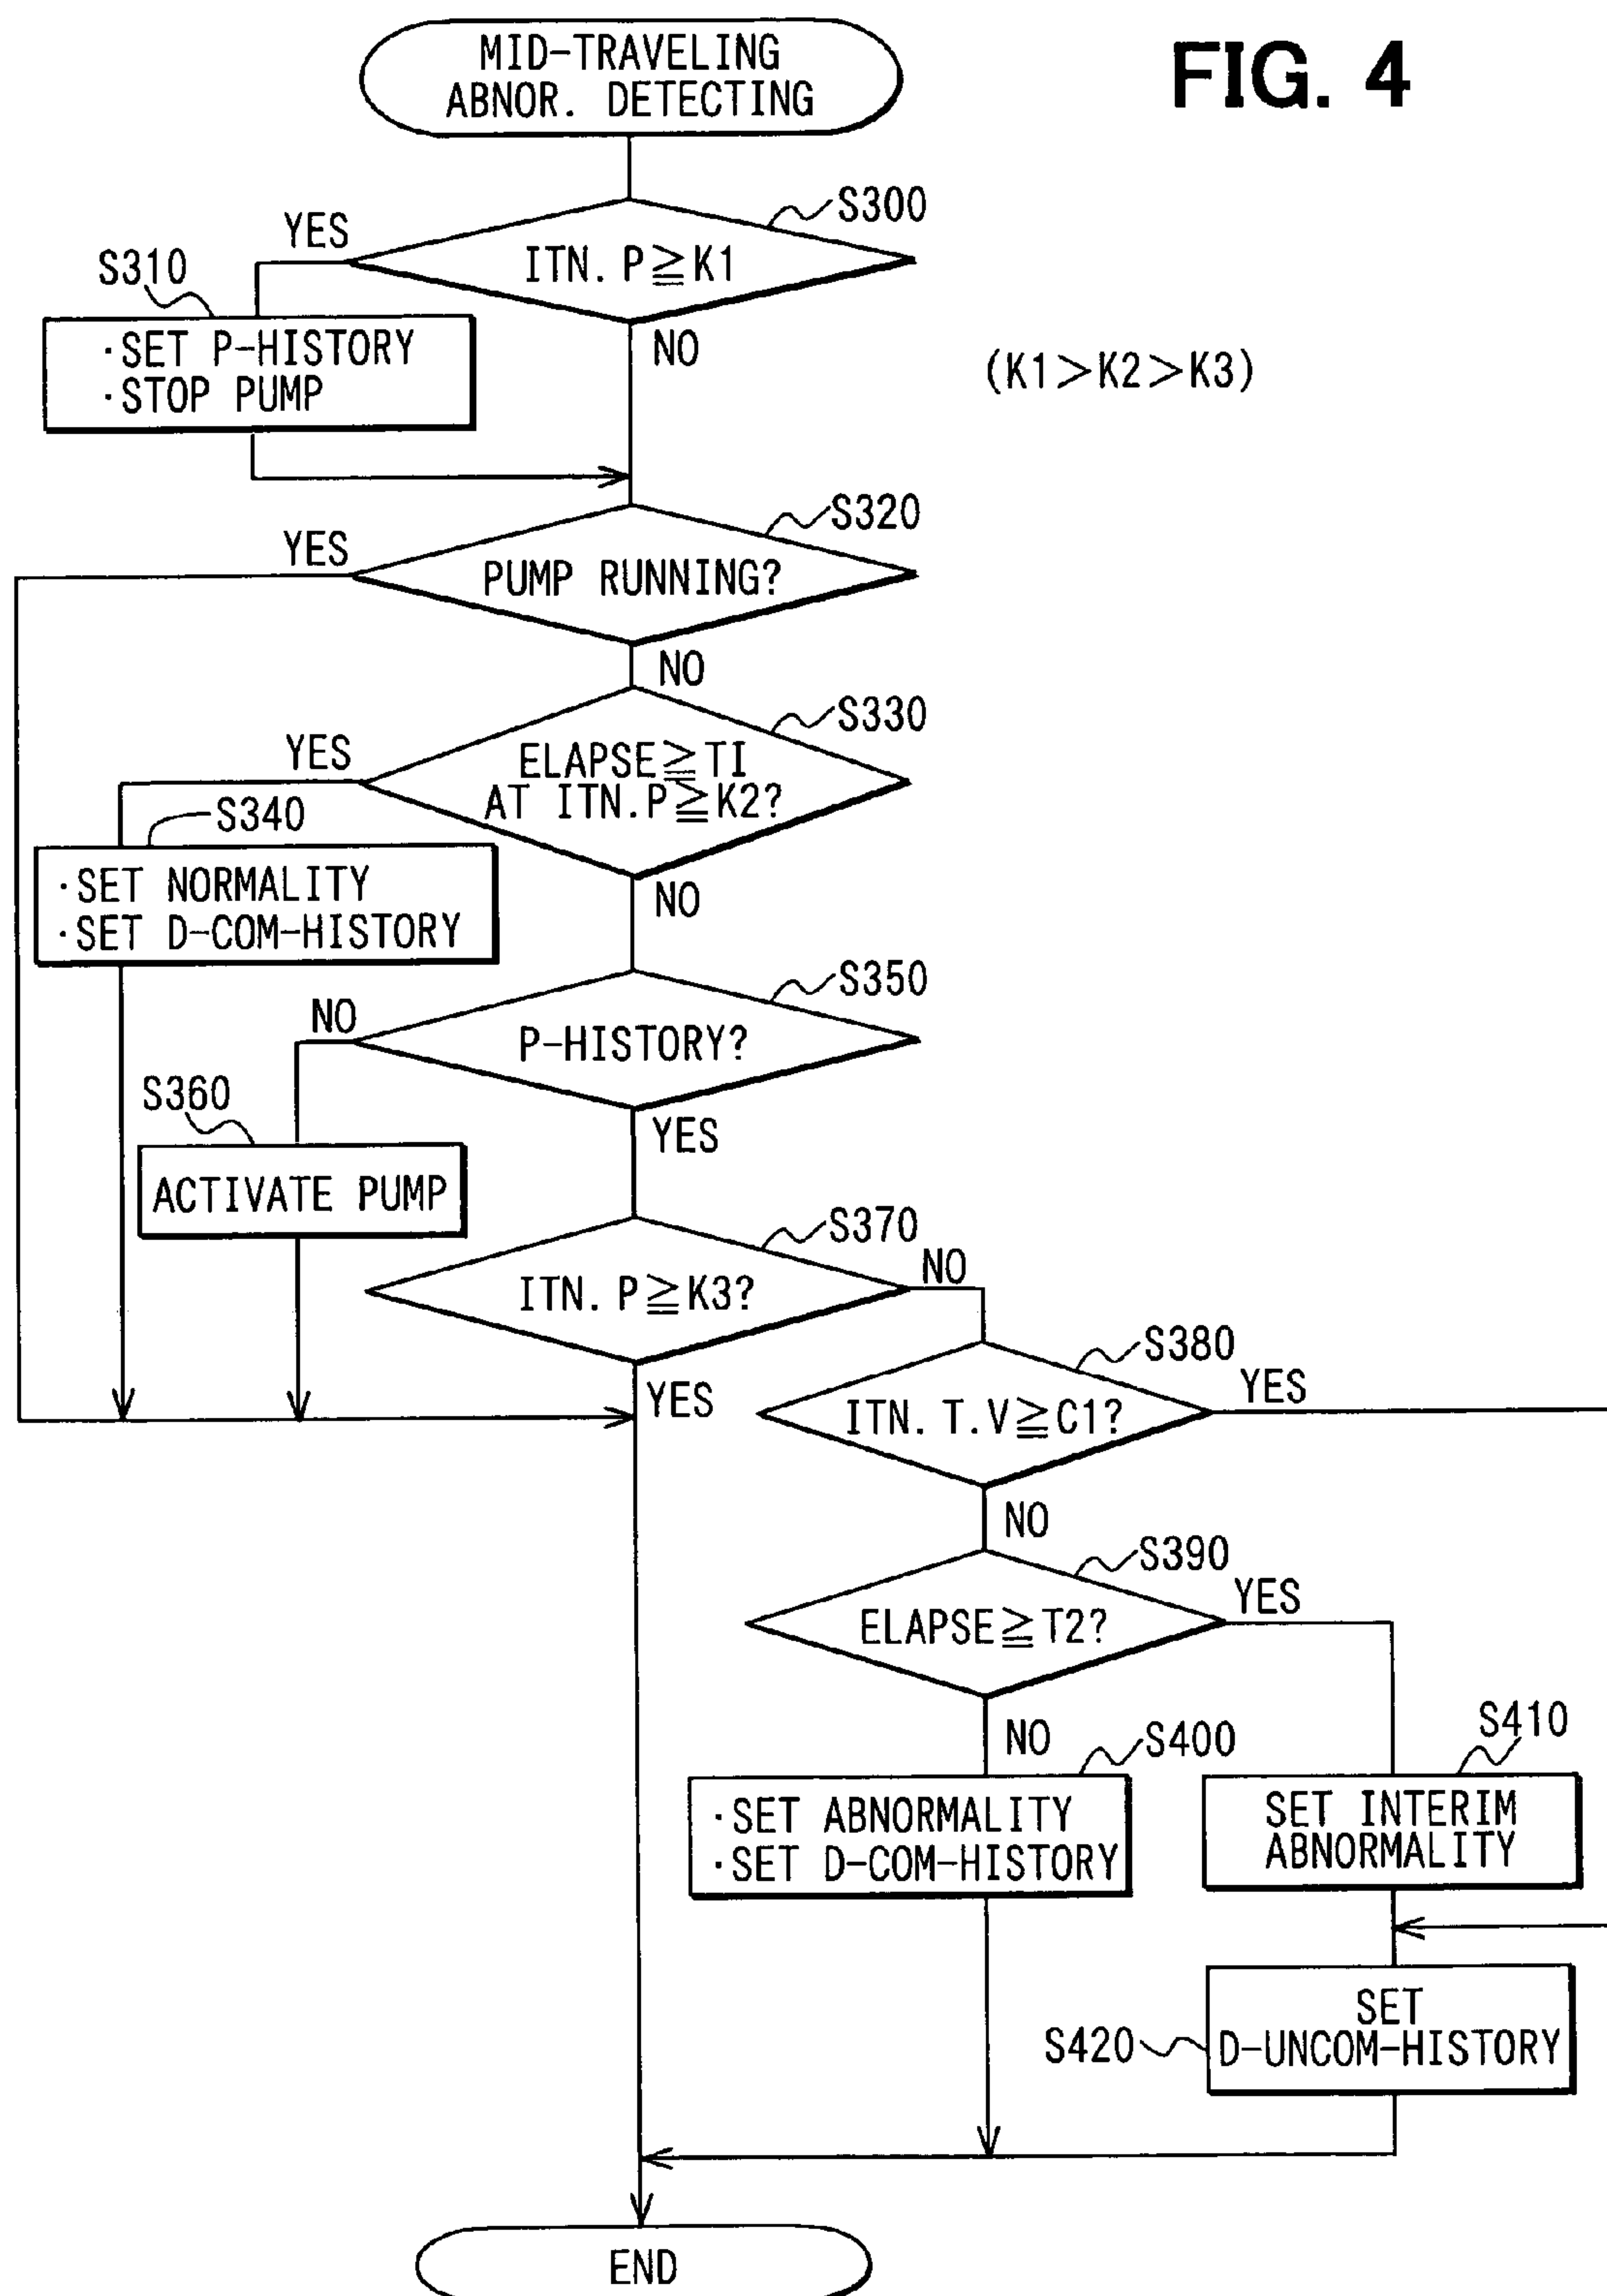 MID-TRAVELING
ABNOR. DETECTING
FIG. 4
S300
YES
ITN. P≧K1
S310
NO
·SET P-HISTORY
·STOP PUMP
(K1>K2>K3)
S320
YES
PUMP RUNNING?
NO
S330
YES
ELAPSE≧TI
AT ITN.P≧K2?
S340
·SET NORMALITY
·SET D-COM-HISTORY
NO
S350
NO
P-HISTORY?
S360
YES
ACTIVATE PUMP
S370
NO
ITN. P≧K3?
S380
YES
YES
ITN. T.V≧C1?
NO
S390
YES
ELAPSE≧T2?
NO
S400
S410
·SET ABNORMALITY
·SET D-COM-HISTORY
SET INTERIM
ABNORMALITY
SET
D-UNCOM-HISTORY
S420
END